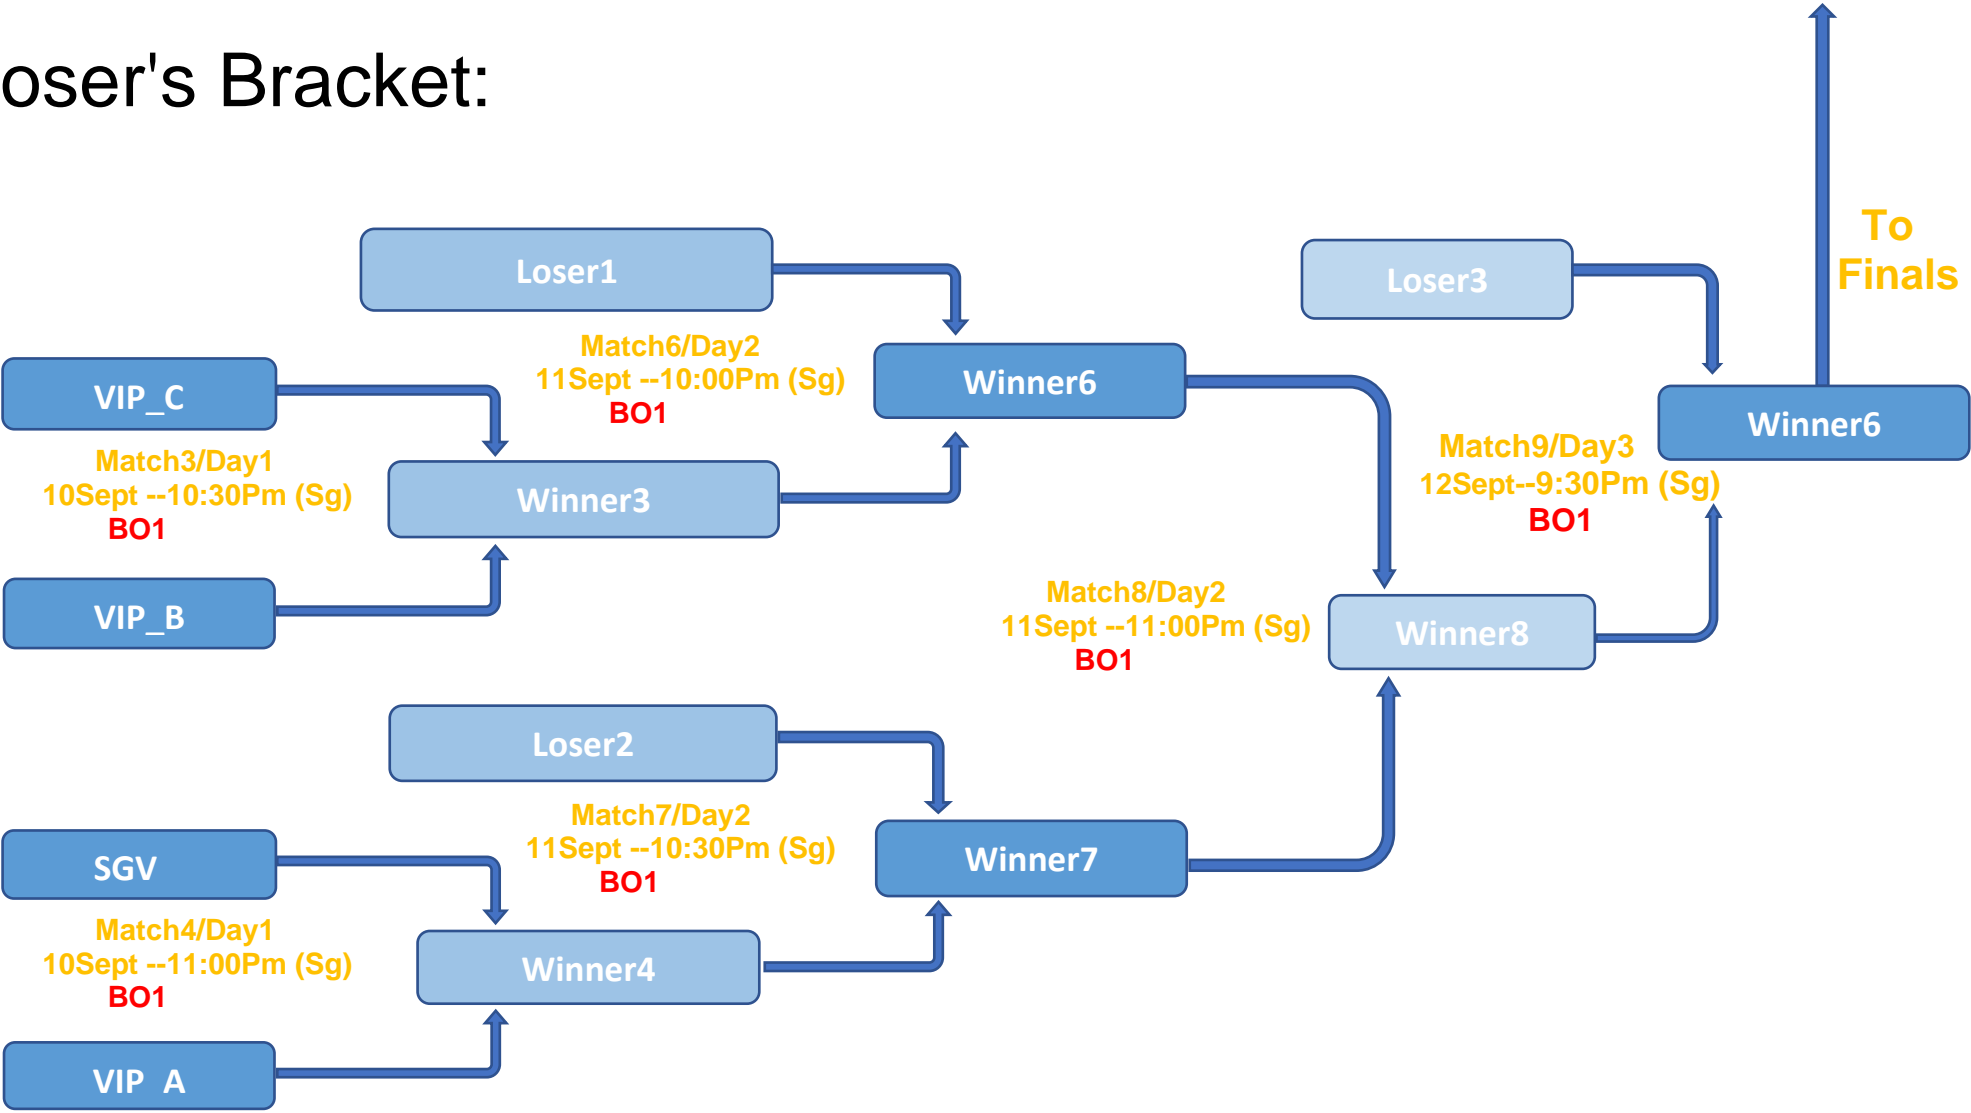 oser's Bracket:
To
Finals
Loser1
Loser3
Match6/Day2
11Sept --10:00Pm (Sg)
BO1
Winner6
VIP_C
Winner6
Match3/Day1
10Sept --10:30Pm (Sg)
BO1
Winner3
Match9/Day3
12Sept--9:30Pm (Sg)
BO1
VIP_B
Match8/Day2
11Sept --11:00Pm (Sg)
BO1
Winner8
Loser2
Match7/Day2
11Sept --10:30Pm (Sg)
BO1
Winner7
SGV
Match4/Day1
10Sept --11:00Pm (Sg)
BO1
Winner4
VIP_A